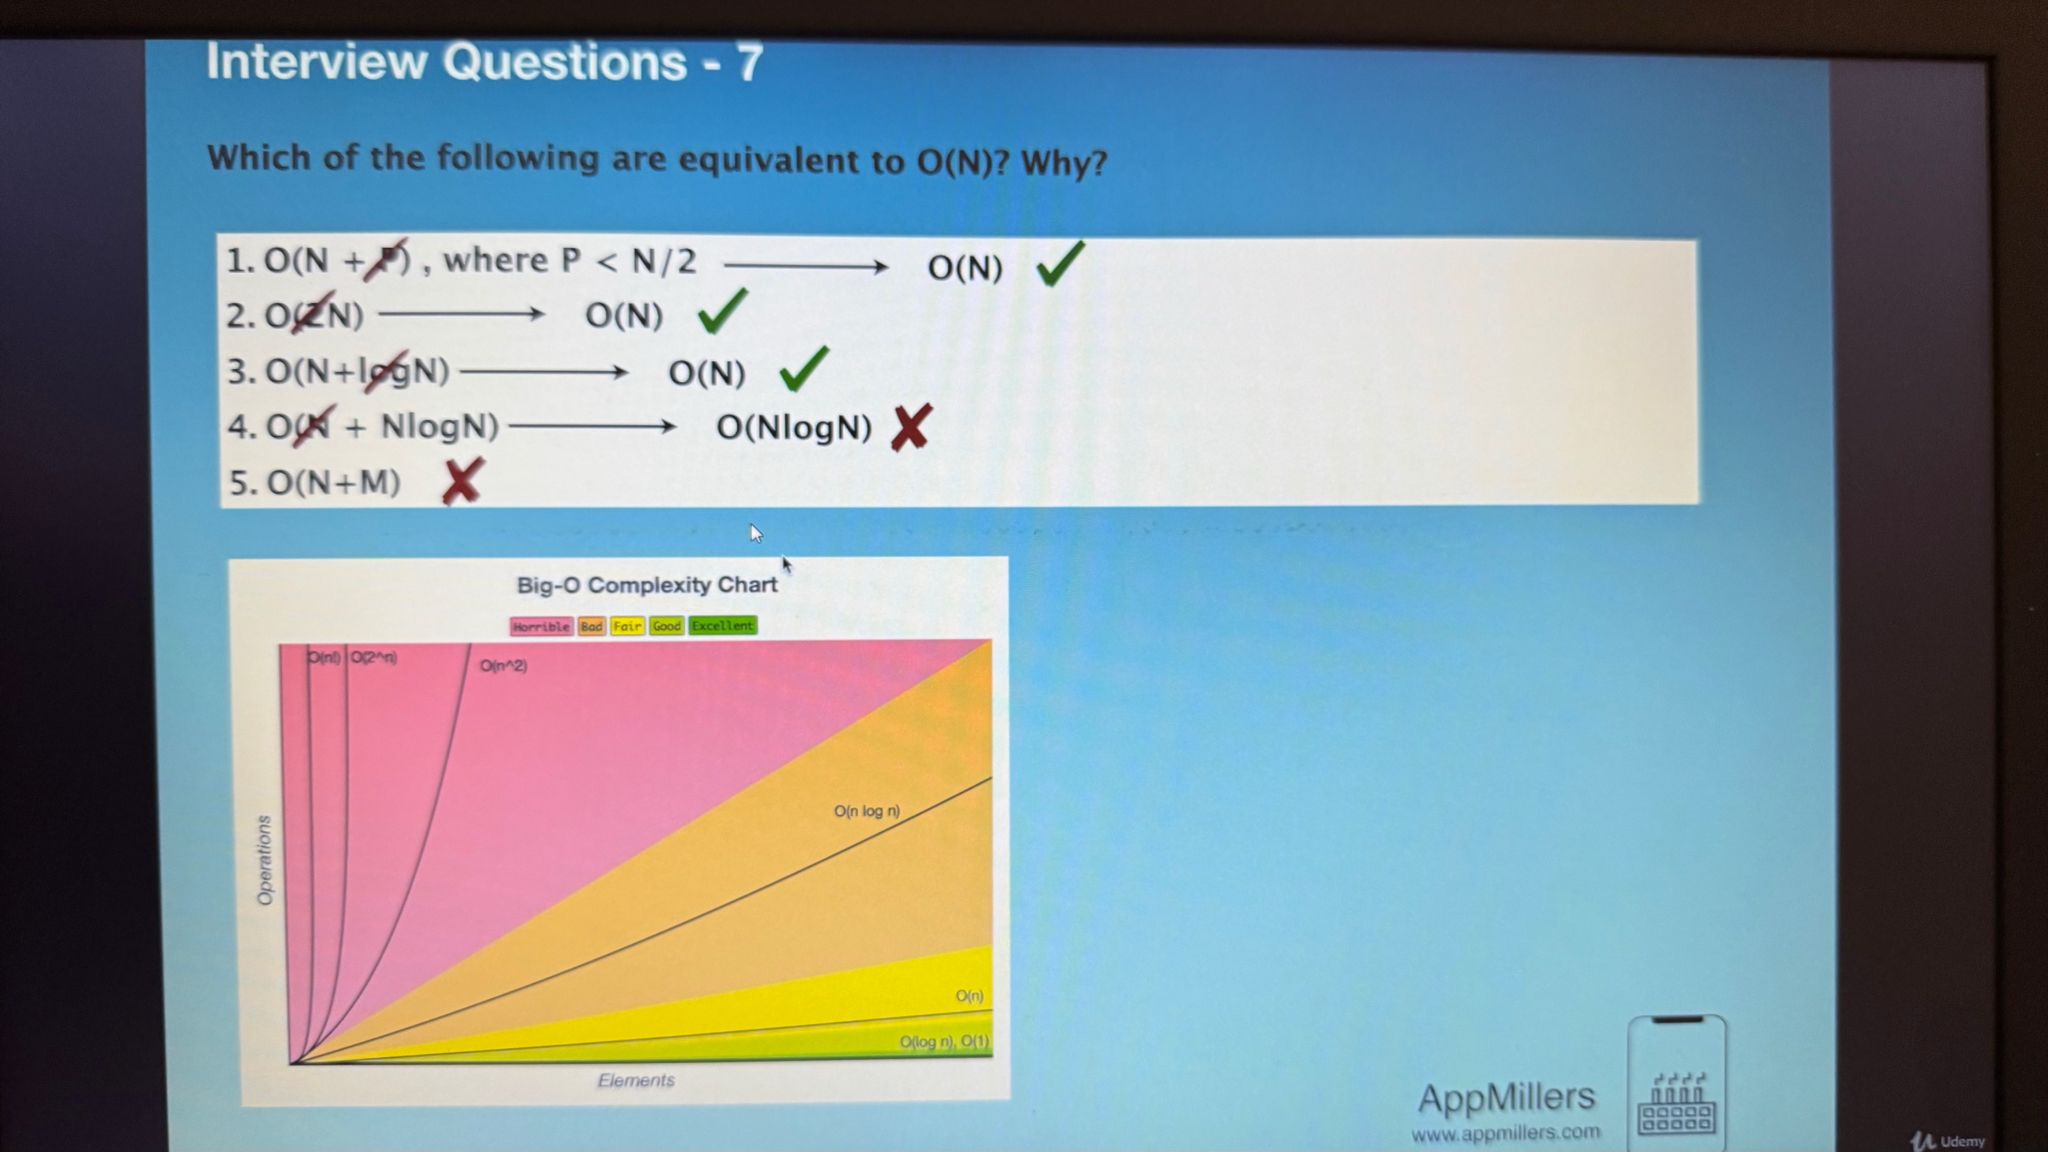 Interview Questions - 7
Which of the following are equivalent to O(N)? Why?
1. O(N + P) , where P < N/2 → O(N) ✓
2. O(2N) → O(N) ✓
3. O(N+logN) → O(N) ✓
4. O(N + NlogN) → O(NlogN) ✗
5. O(N+M) ✗
Big-O Complexity Chart
Horrible Bad Fair Good Excellent
O(n!) O(2^n) O(n^2)
O(n log n)
O(n)
O(log n), O(1)
Operations
Elements
AppMillers
www.appmillers.com
Udemy